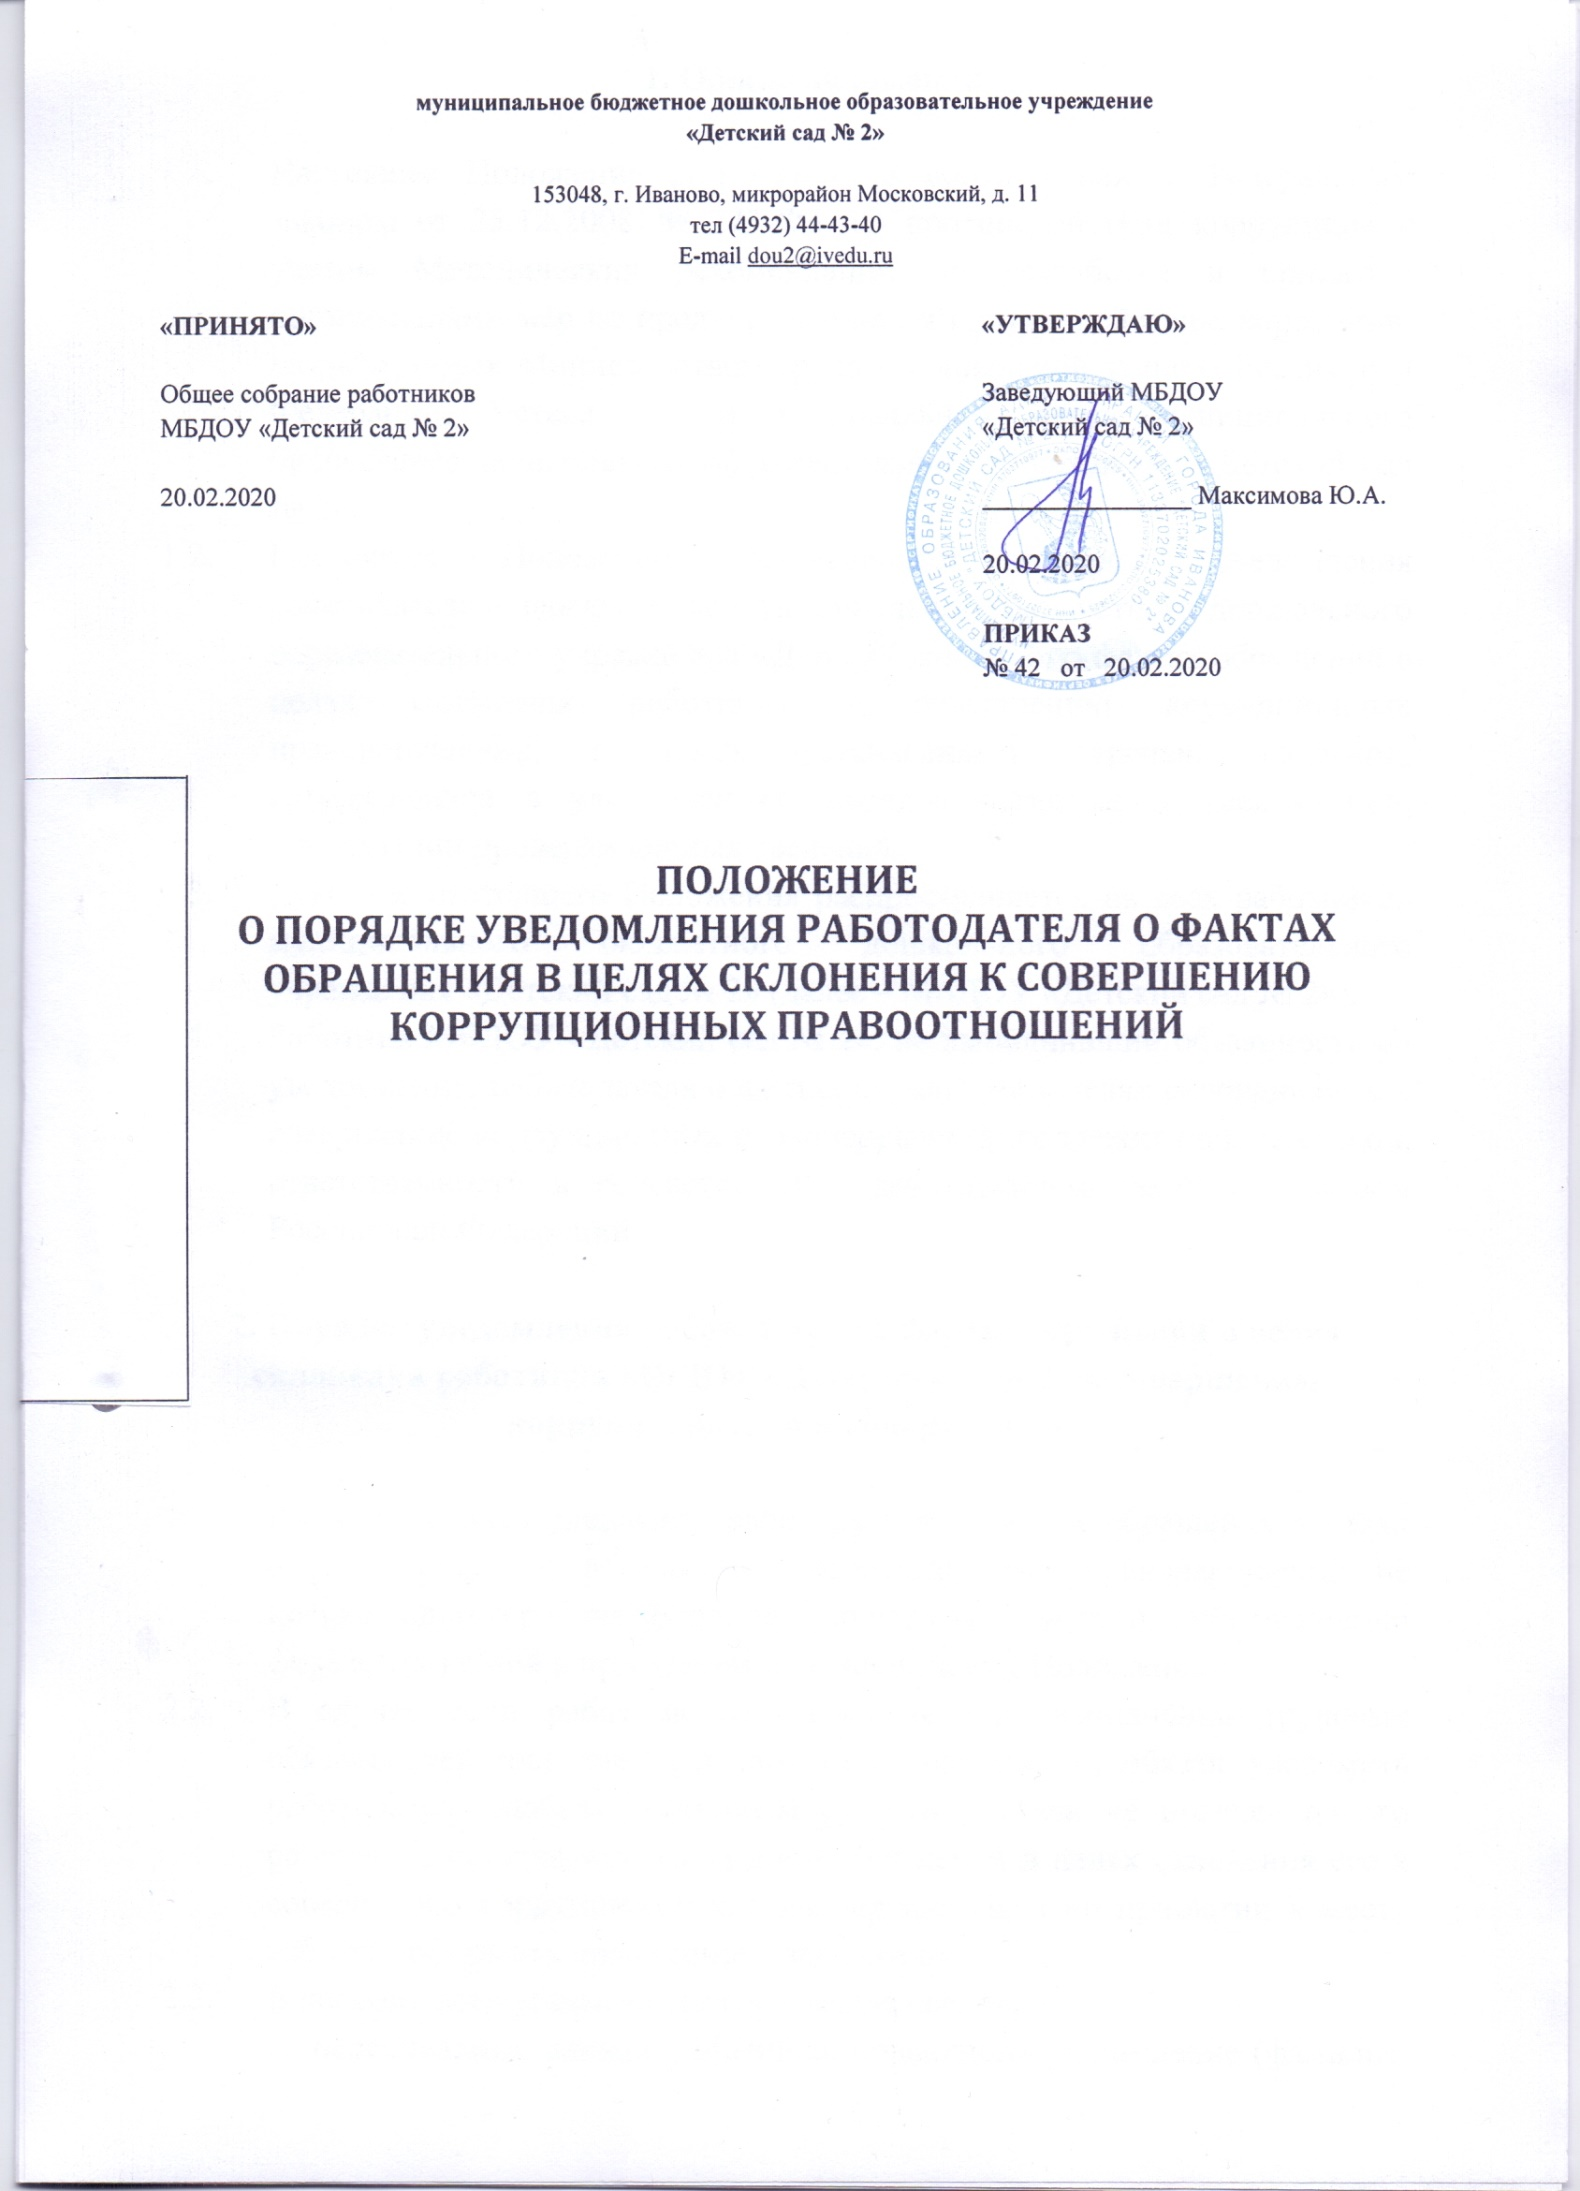 муниципальное бюджетное дошкольное образовательное учреждение
«Детский сад № 2»
153048, г. Иваново, микрорайон Московский, д. 11
тел (4932) 44-43-40
E-mail dou2@ivedu.ru
«ПРИНЯТО»
Общее собрание работников
МБДОУ «Детский сад № 2»
20.02.2020
«УТВЕРЖДАЮ»
Заведующий МБДОУ
«Детский сад № 2»
Максимова Ю.А.
20.02.2020
ПРИКАЗ
№ 42 от 20.02.2020
ПОЛОЖЕНИЕ
О ПОРЯДКЕ УВЕДОМЛЕНИЯ РАБОТОДАТЕЛЯ О ФАКТАХ
ОБРАЩЕНИЯ В ЦЕЛЯХ СКЛОНЕНИЯ К СОВЕРШЕНИЮ
КОРРУПЦИОННЫХ ПРАВООТНОШЕНИЙ